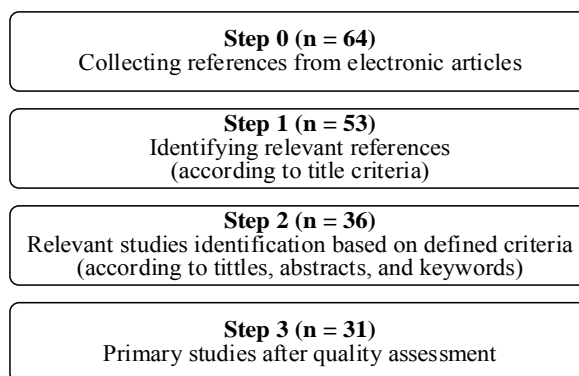 Step 0 (n = 64)
Collecting references from electronic articles
Step 1 (n = 53)
Identifying relevant references
(according to title criteria)
Step 2 (n = 36)
Relevant studies identification based on defined criteria
(according to tittles, abstracts, and keywords)
Step 3 (n = 31)
Primary studies after quality assessment